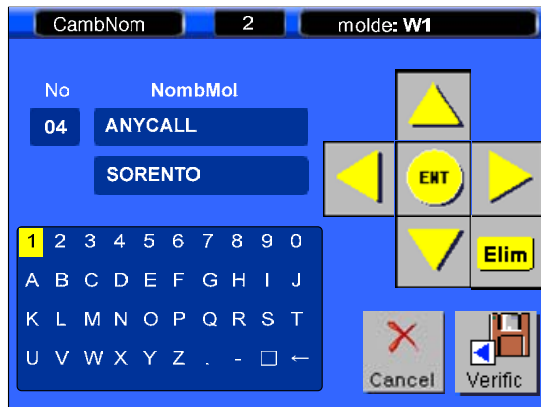 CambNom 2 molde: W1
No NombMol
04 ANYCALL
SORENTO
ENT
Elim
1 2 3 4 5 6 7 8 9 0
A B C D E F G H I J
K L M N O P Q R S T
U V W X Y Z . - □ ←
Cancel Verific